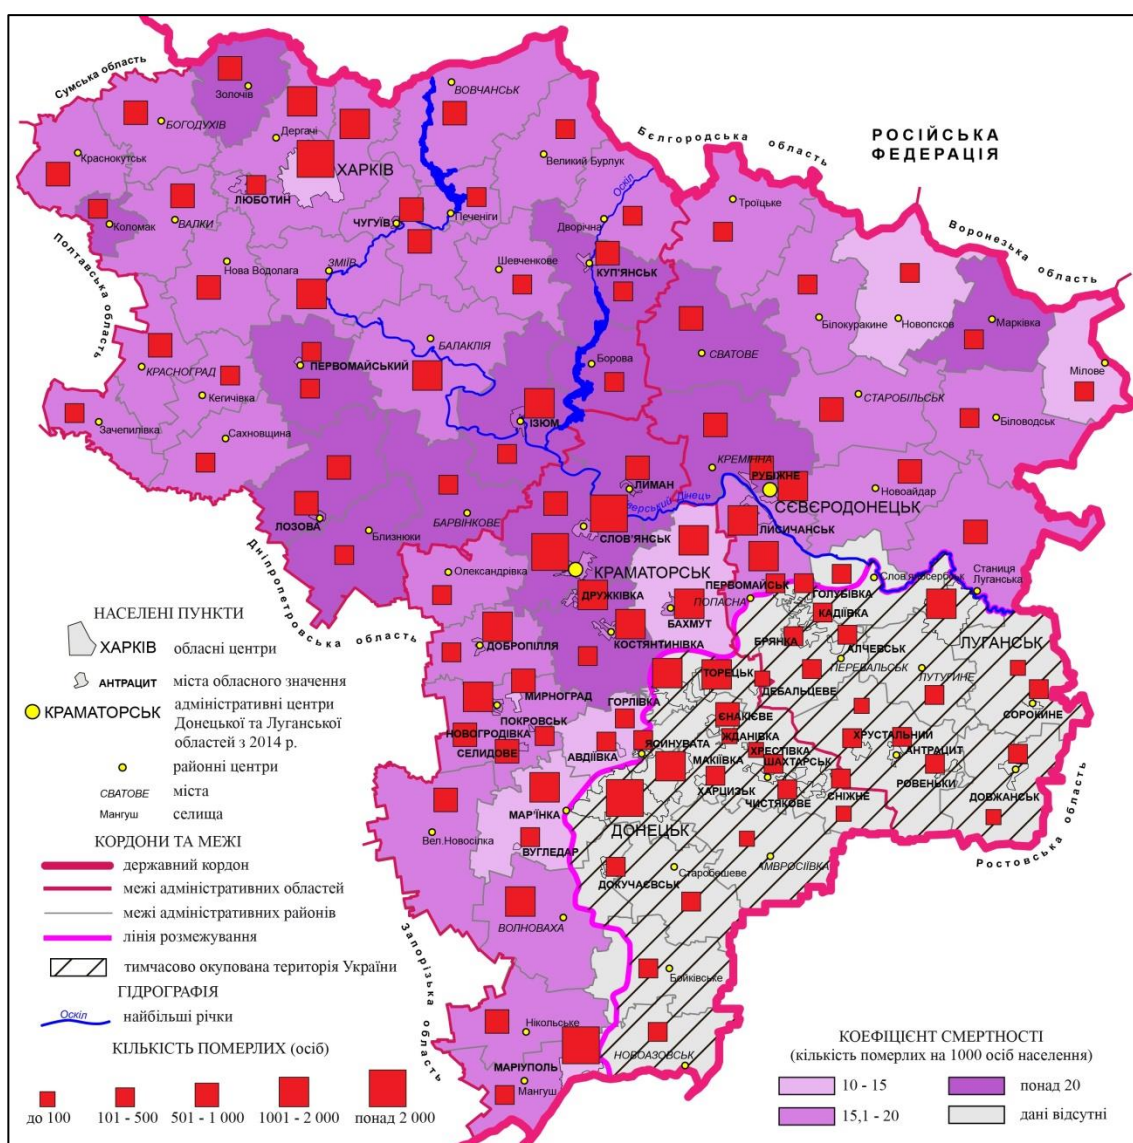 Сумська область
Золочів
БОГОДУХІВ
Дергачі
ВОВЧАНСЬК
Бєлгородська область
РОСІЙСЬКА
ФЕДЕРАЦІЯ
Краснокутськ
ХАРКІВ
Великий Бурлук
Оскіл
ЛЮБОТИН
Коломак
ВАЛКИ
ЧУГУЇВ
Печеніги
Дворічна
Троїцьке
Воронезька область
Полтавська область
Нова Водолага
ЗМІЇВ
Шевченкове
КУП'ЯНСЬК
Білокуракине
Новопсков
Марківка
БАЛАКЛІЯ
Борова
СВАТОВЕ
Мілове
КРАСНОГРАД
ПЕРВОМАЙСЬКИЙ
Кегичівка
СТАРОБІЛЬСЬК
Біловодськ
Зачепилівка
Сахновщина
ІЗЮМ
КРЕМІННА
РУБІЖНЕ
ЛИМАН
Новоайдар
СЄВЄРОДОНЕЦЬК
ЛОЗОВА
БАРВІНКОВЕ
Близнюки
верський Донець
ЛИСИЧАНСЬК
СЛОВ'ЯНСЬК
Дніпропетровська область
Олександрівка
КРАМАТОРСЬК
ДРУЖКІВКА
ПЕРВОМАЙСЬК
ПОПАСНА
БАХМУТ
ГОЛУБІВКА
КАДІЇВКА
Слов'яносербськ
Станиця
Луганська
БРЯНКА
АЛЧЕВСЬК
ЛУГАНСЬК
ПЕРЕВАЛЬСЬК
ЛУТУГИНЕ
ДОБРОПІЛЛЯ
КОСТЯНТИНІВКА
ТОРЕЦЬК
ДЕБАЛЬЦЕВЕ
МИРНОГРАД
ГОРЛІВКА
ЄНАКІЄВЕ
СОРОКИНЕ
ПОКРОВСЬК
НОВОГРОДІВКА
СЕЛИДОВЕ
АВДІЇВКА
ЯСИНУВАТА
ЖДАНІВКА
ХРЕСТІВКА
ХРУСТАЛЬНИЙ
АНТРАЦИТ
МАКІЇВКА
ШАХТАРСЬК
ХАРЦИЗЬК
ЧИСТЯКОВЕ
РОВЕНЬКИ
СНІЖНЕ
ДОВЖАНСЬК
МАР'ЇНКА
Вел.Новосілка
ВУГЛЕДАР
ДОНЕЦЬК
Ростовська область
ДОКУЧАЄВСЬК
Старобешеве
АМВРОСІЇВКА
ВОЛНОВАХА
Запорізька область
Бойківське
Нікольське
НОВОАЗОВСЬК
МАРІУПОЛЬ
Мангуш
НАСЕЛЕНІ ПУНКТИ
ХАРКІВ обласні центри
АНТРАЦИТ міста обласного значення
КРАМАТОРСЬК адміністративні центри
Донецької та Луганської
областей з 2014 р.
районні центри
СВАТОВЕ міста
Мангуш селища
КОРДОНИ ТА МЕЖІ
державний кордон
межі адміністративних областей
межі адміністративних районів
лінія розмежування
тимчасово окупована територія України
ГІДРОГРАФІЯ
Оскіл найбільші річки
КІЛЬКІСТЬ ПОМЕРЛИХ (осіб)
до 100 101 - 500 501 - 1 000 1001 - 2 000 понад 2 000
КОЕФІЦІЄНТ СМЕРТНОСТІ
(кількість померлих на 1000 осіб населення)
10 - 15 понад 20
15,1 - 20 дані відсутні